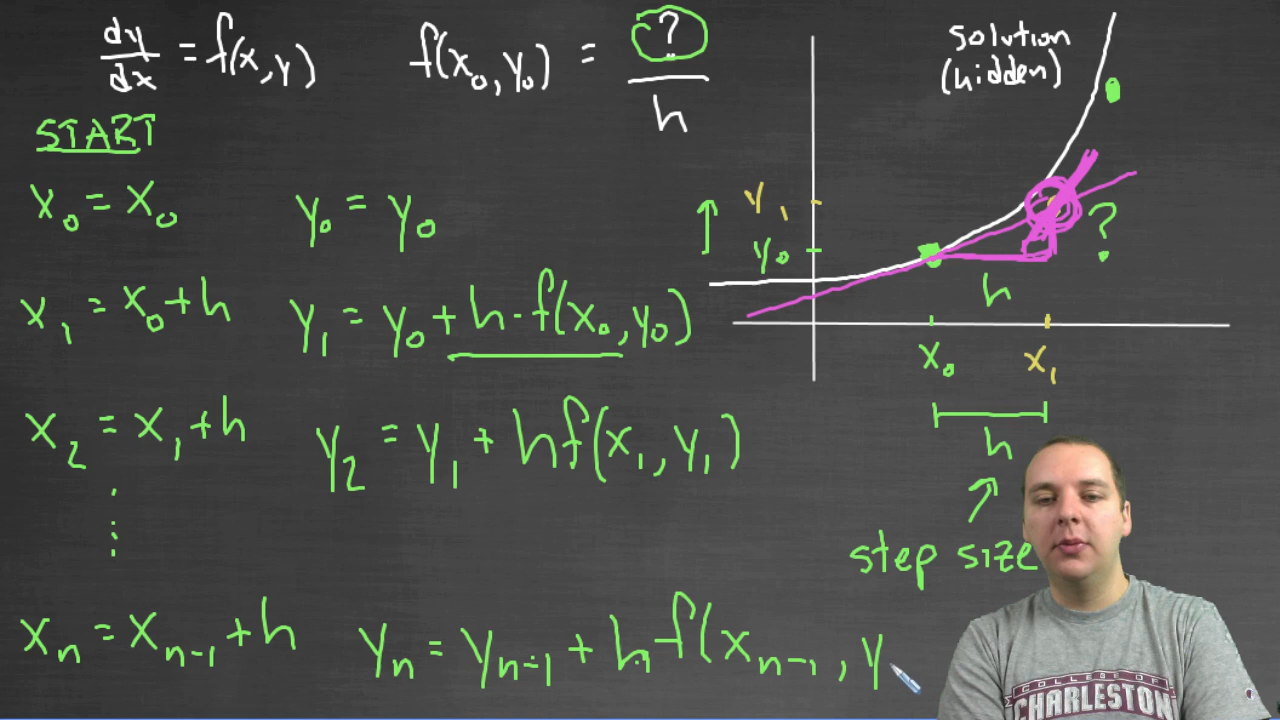 dy/dx = f(x,y)
f(x₀,y₀) = ?/h
START
x₀ = x₀
y₀ = y₀
x₁ = x₀ + h
y₁ = y₀ + h · f(x₀,y₀)
x₂ = x₁ + h
y₂ = y₁ + hf(x₁,y₁)
⋮
xₙ = xₙ₋₁ + h
yₙ = yₙ₋₁ + h f(xₙ₋₁, y
solution
(hidden)
y₁
y₀
?
h
x₀
x₁
h
step size
COLLEGE OF
CHARLESTON